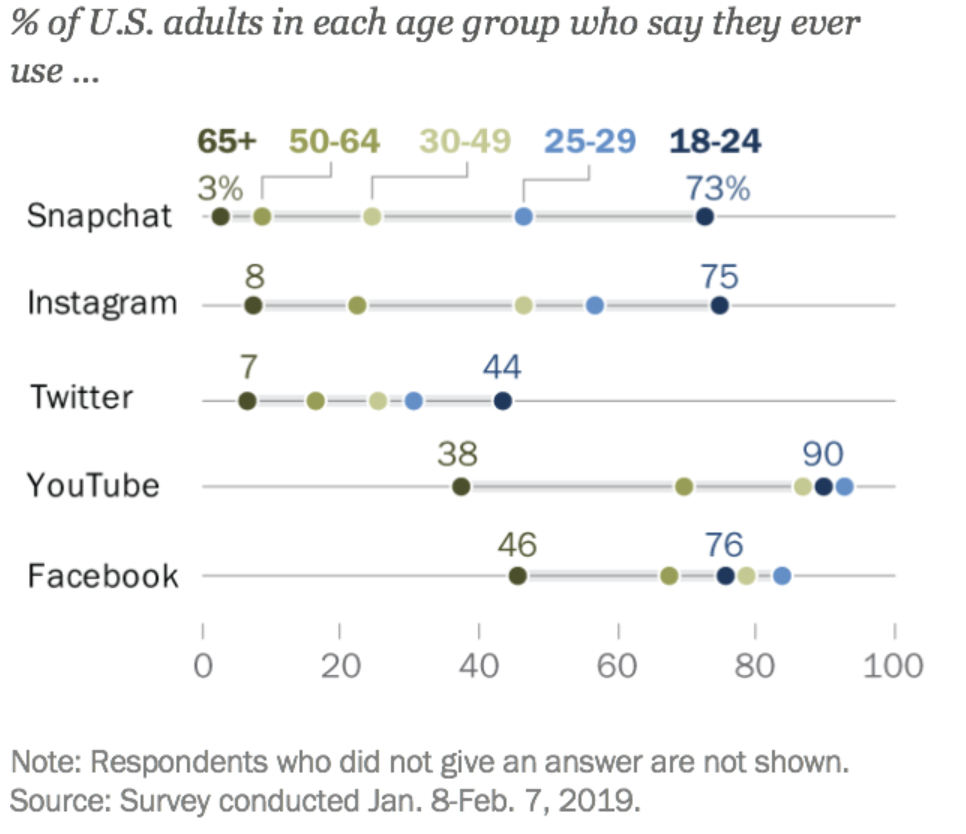 % of U.S. adults in each age group who say they ever
use ...
65+ 50-64 30-49 25-29 18-24
3% 73%
Snapchat
8 75
Instagram
7 44
Twitter
38 90
YouTube
46 76
Facebook
0 20 40 60 80 100
Note: Respondents who did not give an answer are not shown.
Source: Survey conducted Jan. 8-Feb. 7, 2019.